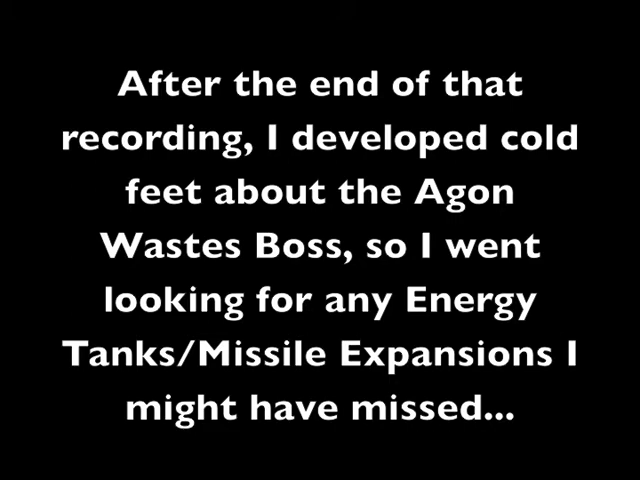 After the end of that
recording, I developed cold
feet about the Agon
Wastes Boss, so I went
looking for any Energy
Tanks/Missile Expansions I
might have missed...